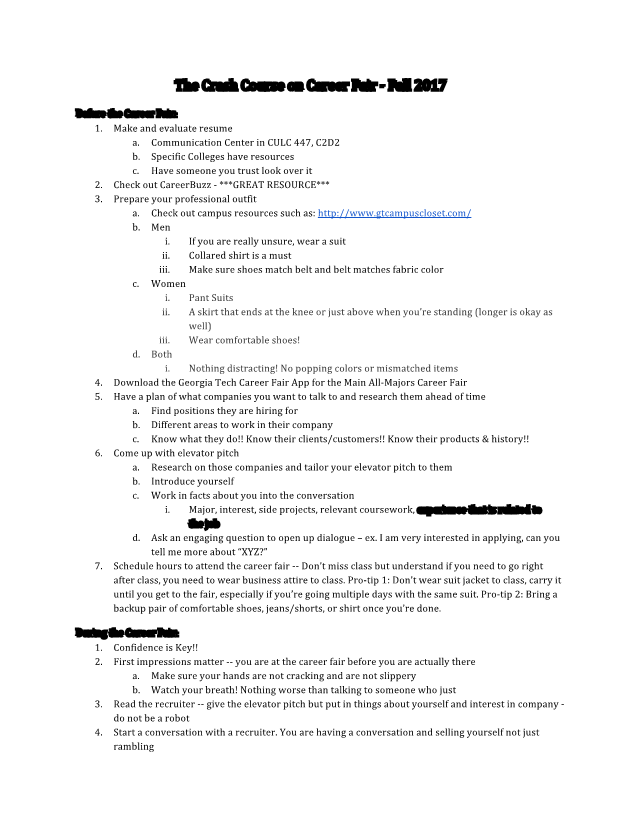 The Crash Course on Career Fair - Fall 2017
Before the Career Fair:
1. Make and evaluate resume
a. Communication Center in CULC 447, C2D2
b. Specific Colleges have resources
c. Have someone you trust look over it
2. Check out CareerBuzz - ***GREAT RESOURCE***
3. Prepare your professional outfit
a. Check out campus resources such as: http://www.gtcampuscloset.com/
b. Men
i. If you are really unsure, wear a suit
ii. Collared shirt is a must
iii. Make sure shoes match belt and belt matches fabric color
c. Women
i. Pant Suits
ii. A skirt that ends at the knee or just above when you're standing (longer is okay as
well)
iii. Wear comfortable shoes!
d. Both
i. Nothing distracting! No popping colors or mismatched items
4. Download the Georgia Tech Career Fair App for the Main All-Majors Career Fair
5. Have a plan of what companies you want to talk to and research them ahead of time
a. Find positions they are hiring for
b. Different areas to work in their company
c. Know what they do!! Know their clients/customers!! Know their products & history!!
6. Come up with elevator pitch
a. Research on those companies and tailor your elevator pitch to them
b. Introduce yourself
c. Work in facts about you into the conversation
i. Major, interest, side projects, relevant coursework, experience that is related to
the job
d. Ask an engaging question to open up dialogue – ex. I am very interested in applying, can you
tell me more about "XYZ?"
7. Schedule hours to attend the career fair -- Don't miss class but understand if you need to go right
after class, you need to wear business attire to class. Pro-tip 1: Don't wear suit jacket to class, carry it
until you get to the fair, especially if you're going multiple days with the same suit. Pro-tip 2: Bring a
backup pair of comfortable shoes, jeans/shorts, or shirt once you're done.
During the Career Fair:
1. Confidence is Key!!
2. First impressions matter -- you are at the career fair before you are actually there
a. Make sure your hands are not cracking and are not slippery
b. Watch your breath! Nothing worse than talking to someone who just
3. Read the recruiter -- give the elevator pitch but put in things about yourself and interest in company -
do not be a robot
4. Start a conversation with a recruiter. You are having a conversation and selling yourself not just
rambling